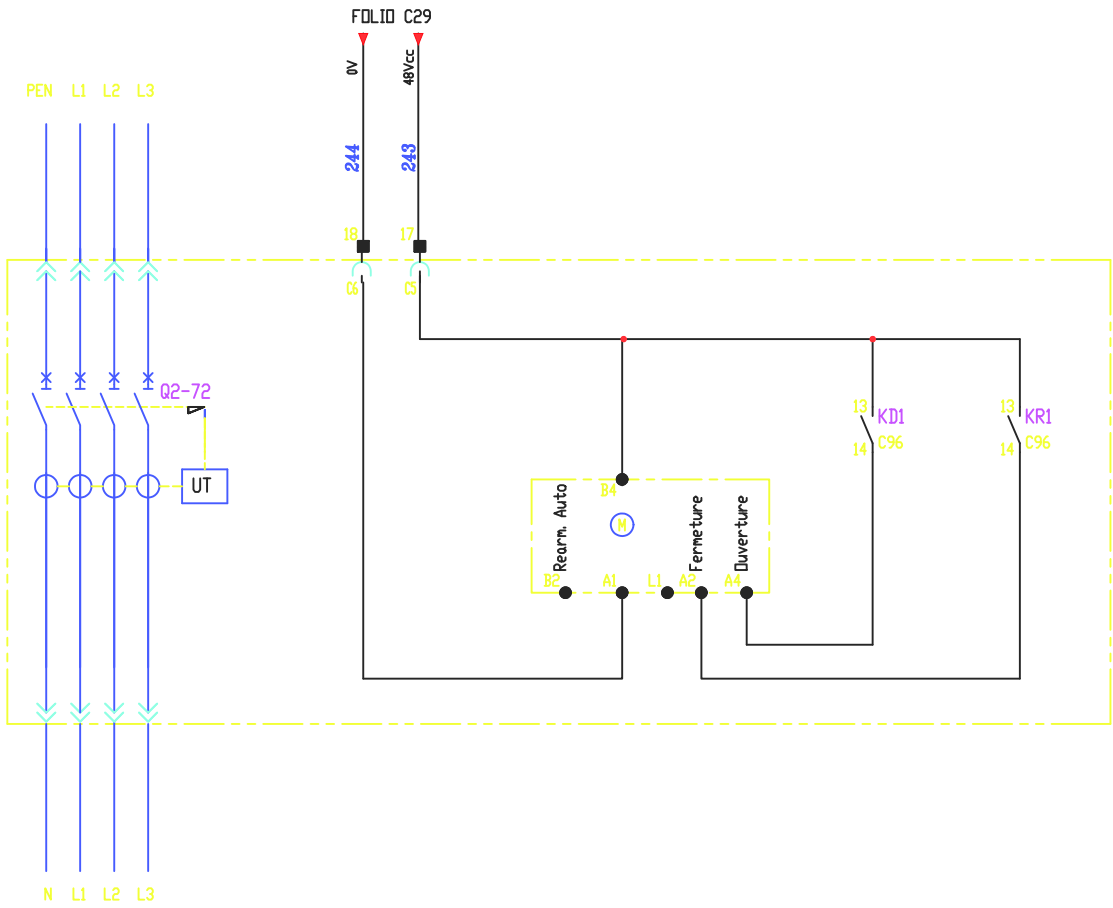 FOLIO C29
0V
48Vcc
PEN L1 L2 L3
244
243
18
17
C6
C5
Q2-72
13
KD1
14
C96
13
KR1
14
C96
UT
B4
Rearm. Auto
M
Fermeture
Ouverture
B2
A1
L1
A2
A4
N L1 L2 L3